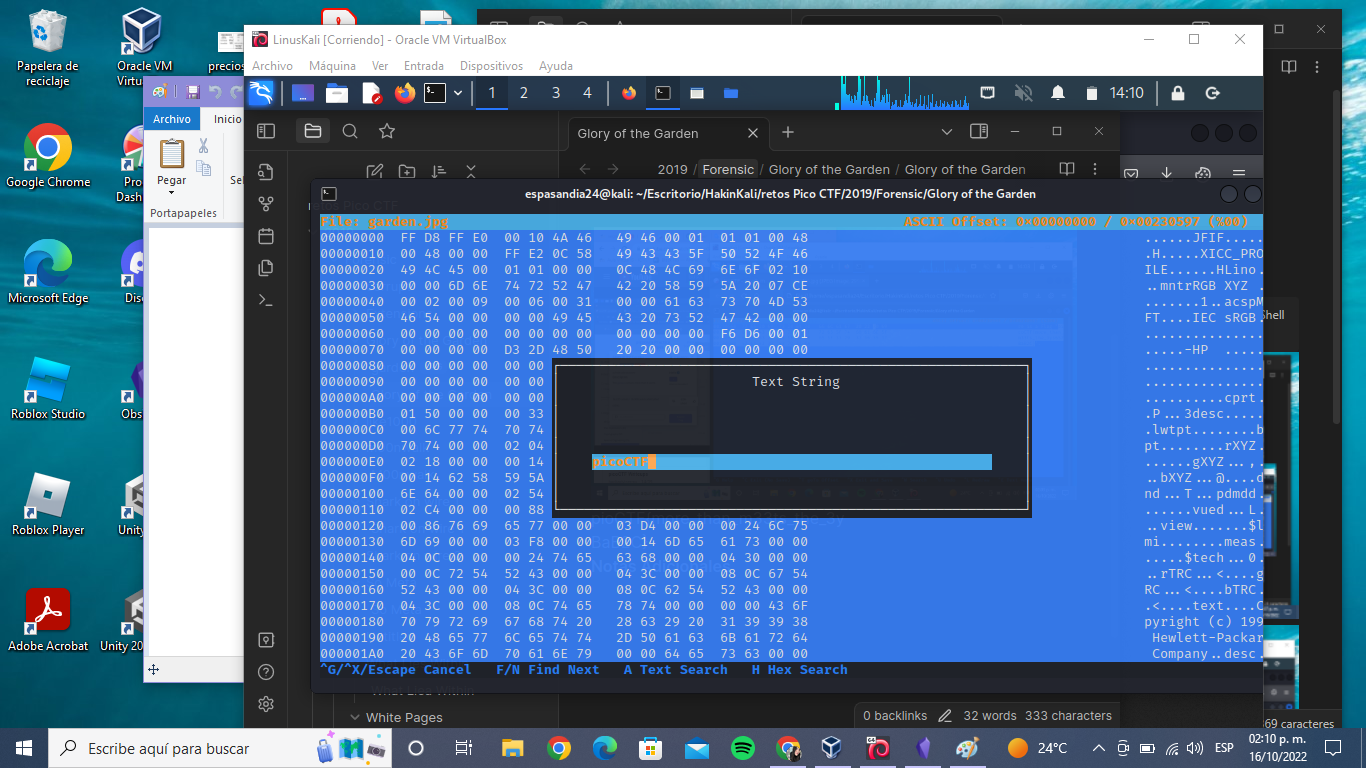 LinusKali [Corriendo] - Oracle VM VirtualBox
Archivo Máquina Ver Entrada Dispositivos Ayuda
1 2 3 4 14:10
Papelera de reciclaje
Oracle VM
precios
Google Chrome
Microsoft Edge
Roblox Studio
Roblox Player
Adobe Acrobat
Archivo Inicio
Pegar
Portapapeles
Glory of the Garden
2019 / Forensic / Glory of the Garden / Glory of the Garden
espasandia24@kali: ~/Escritorio/HakinKali/retos Pico CTF/2019/Forensic/Glory of the Garden
File: garden.jpg ASCII Offset: 0x00000000 / 0x00230597 (%00)
00000000 FF D8 FF E0 00 10 4A 46 49 46 00 01 01 01 00 48 ......JFIF.....
00000010 00 48 00 00 FF E2 0C 58 49 43 43 5F 50 52 4F 46 .H.....XICC_PRO
00000020 49 4C 45 00 01 01 00 00 0C 48 4C 69 6E 6F 02 10 ILE......HLino.
00000030 00 00 6D 6E 74 72 52 47 42 20 58 59 5A 20 07 CE ..mntrRGB XYZ .
00000040 00 02 00 09 00 06 00 31 00 00 61 63 73 70 4D 53 .......1..acspM
00000050 46 54 00 00 00 00 49 45 43 20 73 52 47 42 00 00 FT....IEC sRGB.
00000060 00 00 00 00 00 00 00 00 00 00 00 00 F6 D6 00 01 ...............
00000070 00 00 00 00 D3 2D 48 50 20 20 00 00 00 00 00 00 .....-HP ......
00000080 00 00 00 00 00 00 00 ...............
00000090 00 00 00 00 00 00 00 ...............
000000A0 00 00 00 00 00 00 00 ..........cprt.
000000B0 01 50 00 00 00 33 .P...3desc.....
000000C0 00 6C 77 74 70 74 .lwtpt........b
000000D0 70 74 00 00 02 04 pt........rXYZ.
000000E0 02 18 00 00 00 14 ......gXYZ...,.
000000F0 00 14 62 58 59 5A ..bXYZ...@....d
00000100 6E 64 00 00 02 54 nd...T...pdmdd.
00000110 02 C4 00 00 00 88 ......vued...L.
Text String
picoCTF
00000120 00 86 76 69 65 77 00 00 03 D4 00 00 00 24 6C 75 ..view.......$l
00000130 6D 69 00 00 03 F8 00 00 00 14 6D 65 61 73 00 00 mi........meas.
00000140 04 0C 00 00 00 24 74 65 63 68 00 00 04 30 00 00 .....$tech...0.
00000150 00 0C 72 54 52 43 00 00 04 3C 00 00 08 0C 67 54 ..rTRC...<....g
00000160 52 43 00 00 04 3C 00 00 08 0C 62 54 52 43 00 00 RC...<....bTRC.
00000170 04 3C 00 00 08 0C 74 65 78 74 00 00 00 00 43 6F .<....text....C
00000180 70 79 72 69 67 68 74 20 28 63 29 20 31 39 39 38 pyright (c) 199
00000190 20 48 65 77 6C 65 74 74 2D 50 61 63 6B 61 72 64 Hewlett-Packar
000001A0 20 43 6F 6D 70 61 6E 79 00 00 64 65 73 63 00 00 Company..desc.
^G/^X/Escape Cancel F/N Find Next A Text Search H Hex Search
White Pages
0 backlinks 32 words 333 characters
Escribe aquí para buscar
24°C
ESP
02:10 p. m.
16/10/2022